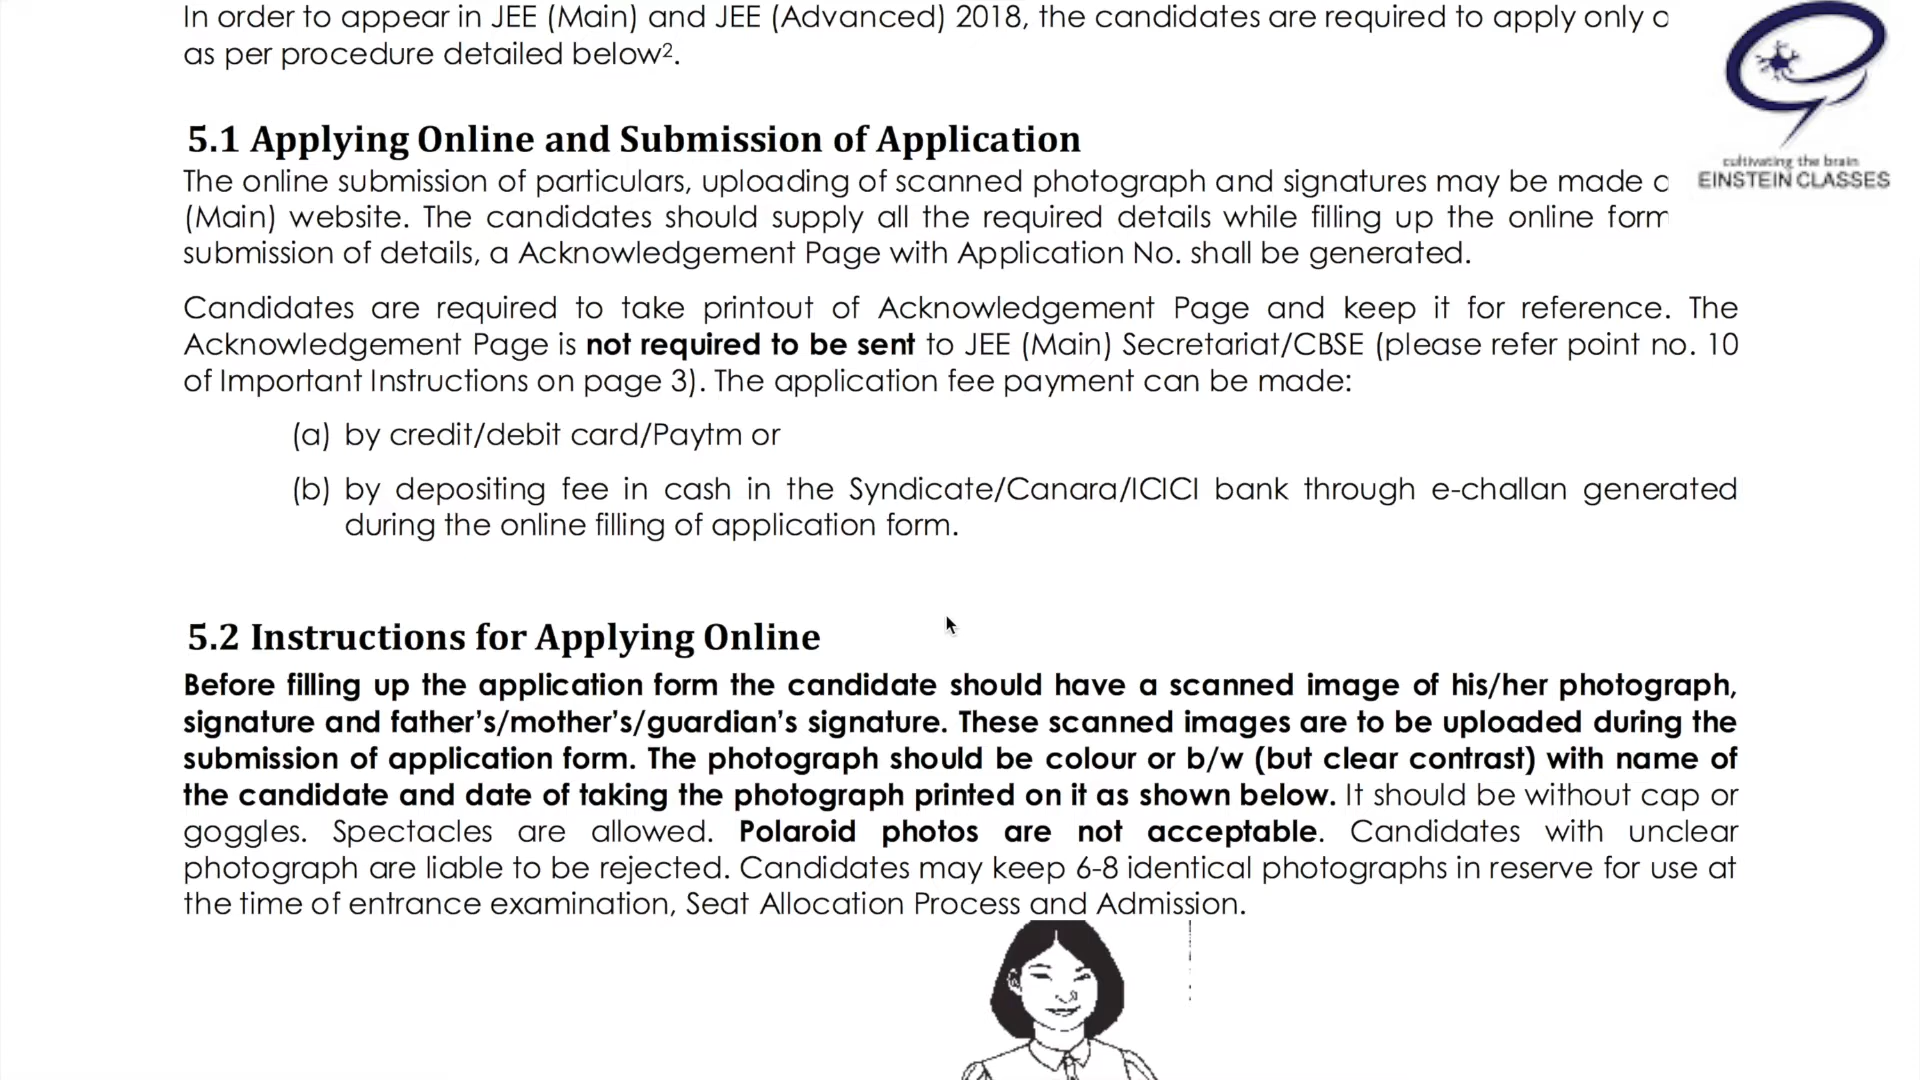 In order to appear in JEE (Main) and JEE (Advanced) 2018, the candidates are required to apply only
as per procedure detailed below2.
5.1 Applying Online and Submission of Application
The online submission of particulars, uploading of scanned photograph and signatures may be made
(Main) website. The candidates should supply all the required details while filling up the online form
submission of details, a Acknowledgement Page with Application No. shall be generated.
Candidates are required to take printout of Acknowledgement Page and keep it for reference. The
Acknowledgement Page is not required to be sent to JEE (Main) Secretariat/CBSE (please refer point no. 10
of Important Instructions on page 3). The application fee payment can be made:
(a) by credit/debit card/Paytm or
(b) by depositing fee in cash in the Syndicate/Canara/ICICI bank through e-challan generated
during the online filling of application form.
5.2 Instructions for Applying Online
Before filling up the application form the candidate should have a scanned image of his/her photograph,
signature and father's/mother's/guardian's signature. These scanned images are to be uploaded during the
submission of application form. The photograph should be colour or b/w (but clear contrast) with name of
the candidate and date of taking the photograph printed on it as shown below. It should be without cap or
goggles. Spectacles are allowed. Polaroid photos are not acceptable. Candidates with unclear
photograph are liable to be rejected. Candidates may keep 6-8 identical photographs in reserve for use at
the time of entrance examination, Seat Allocation Process and Admission.
cultivating the brain
EINSTEIN CLASSES